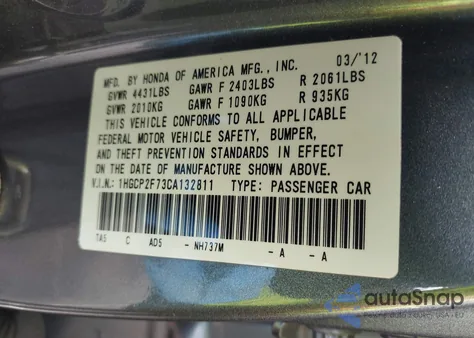 MFD. BY HONDA OF AMERICA MFG., INC. 03/'12
GVWR 4431LBS GAWR F 2403LBS R 2061LBS
GVWR 2010KG GAWR F 1090KG R 935KG
THIS VEHICLE CONFORMS TO ALL APPLICABLE
FEDERAL MOTOR VEHICLE SAFETY, BUMPER,
AND THEFT PREVENTION STANDARDS IN EFFECT
ON THE DATE OF MANUFACTURE SHOWN ABOVE.
V.I.N.: 1HGCP2F73CA132811 TYPE: PASSENGER CAR
TA5 C AD5 - NH737M - A - A
autoSnap